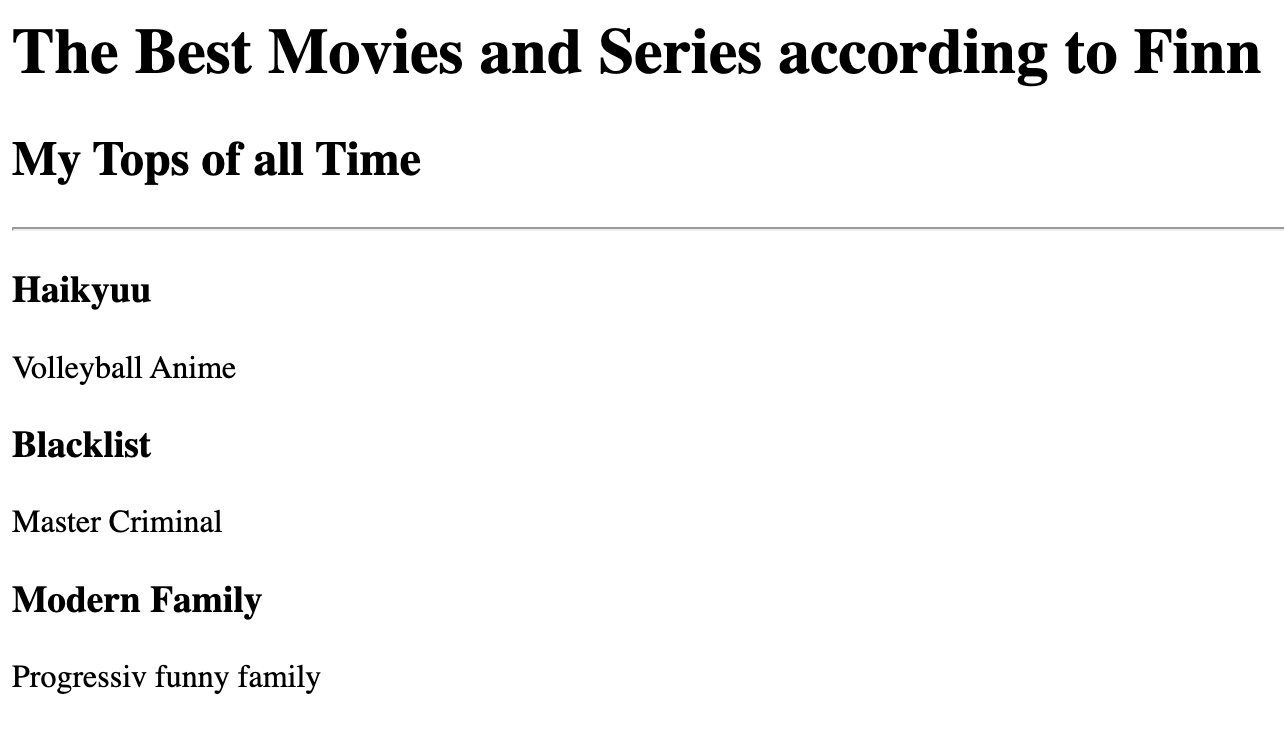 The Best Movies and Series according to Finn
My Tops of all Time
Haikyuu
Volleyball Anime
Blacklist
Master Criminal
Modern Family
Progressiv funny family